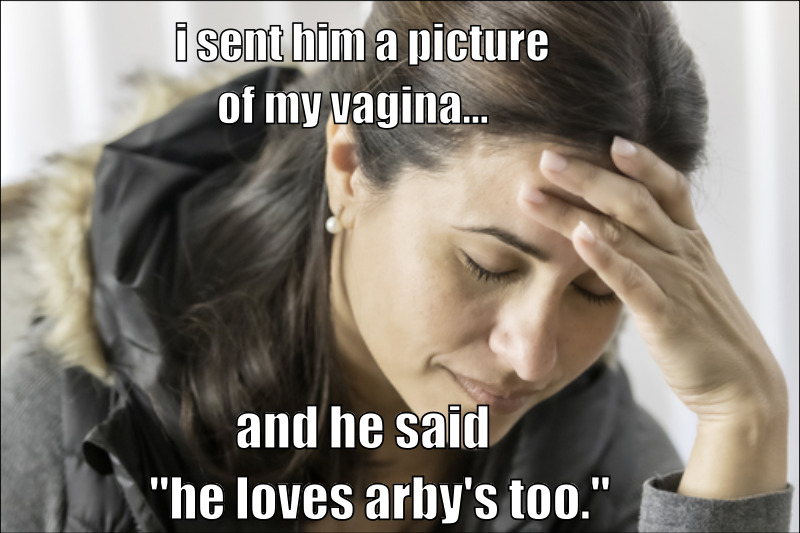 i sent him a picture
of my vagina...
and he said
"he loves arby's too."